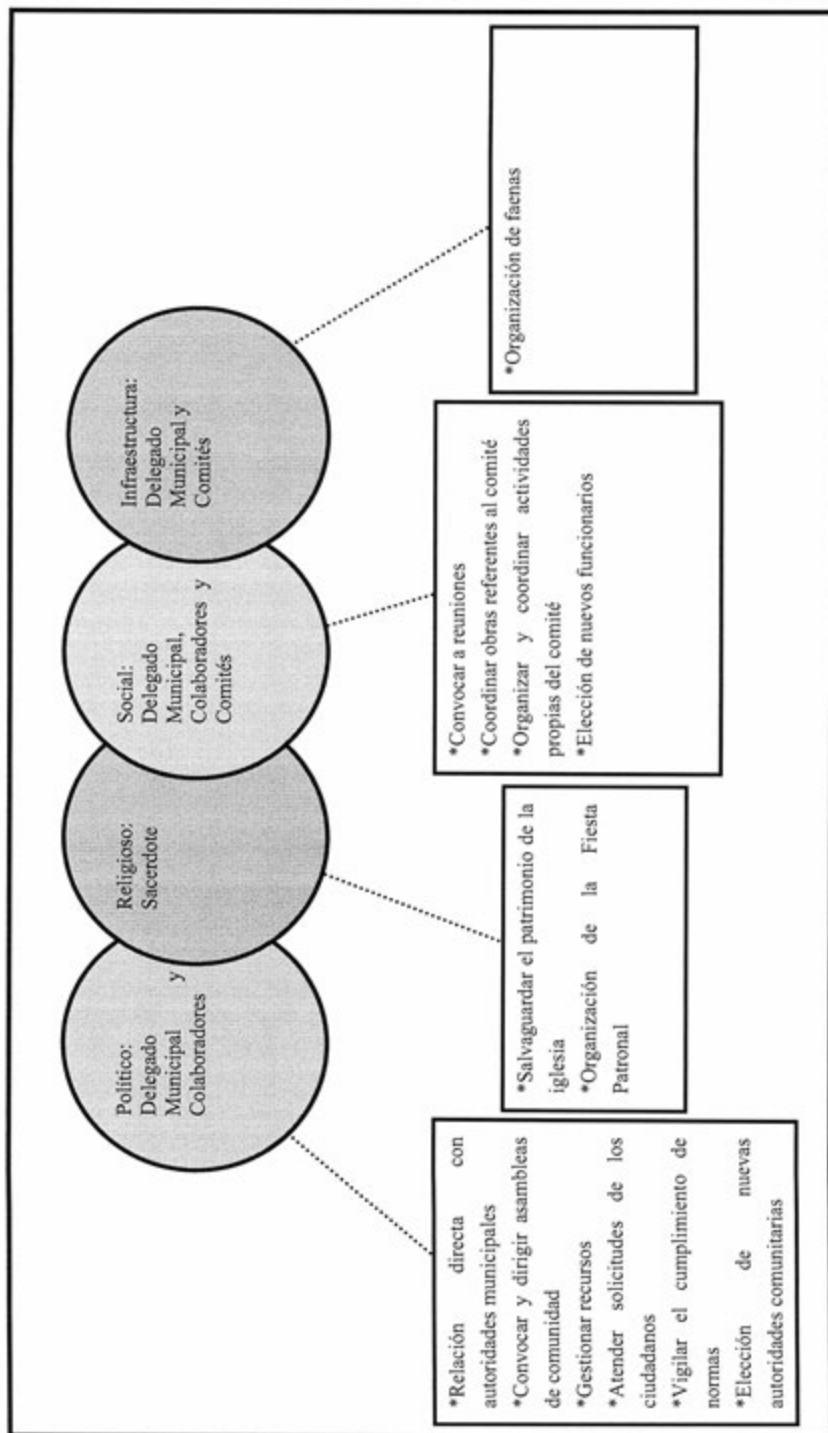 Político:
Delegado
Municipal y
Colaboradores
Religioso:
Sacerdote
Social:
Delegado
Municipal,
Colaboradores y
Comités
Infraestructura:
Delegado
Municipal y
Comités
*Relación directa con
autoridades municipales
*Convocar y dirigir asambleas
de comunidad
*Gestionar recursos
*Atender solicitudes de los
ciudadanos
*Vigilar el cumplimiento de
normas
*Elección de nuevas
autoridades comunitarias
*Salvaguardar el patrimonio de la
iglesia
*Organización de la Fiesta
Patronal
*Convocar a reuniones
*Coordinar obras referentes al comité
*Organizar y coordinar actividades
propias del comité
*Elección de nuevos funcionarios
*Organización de faenas